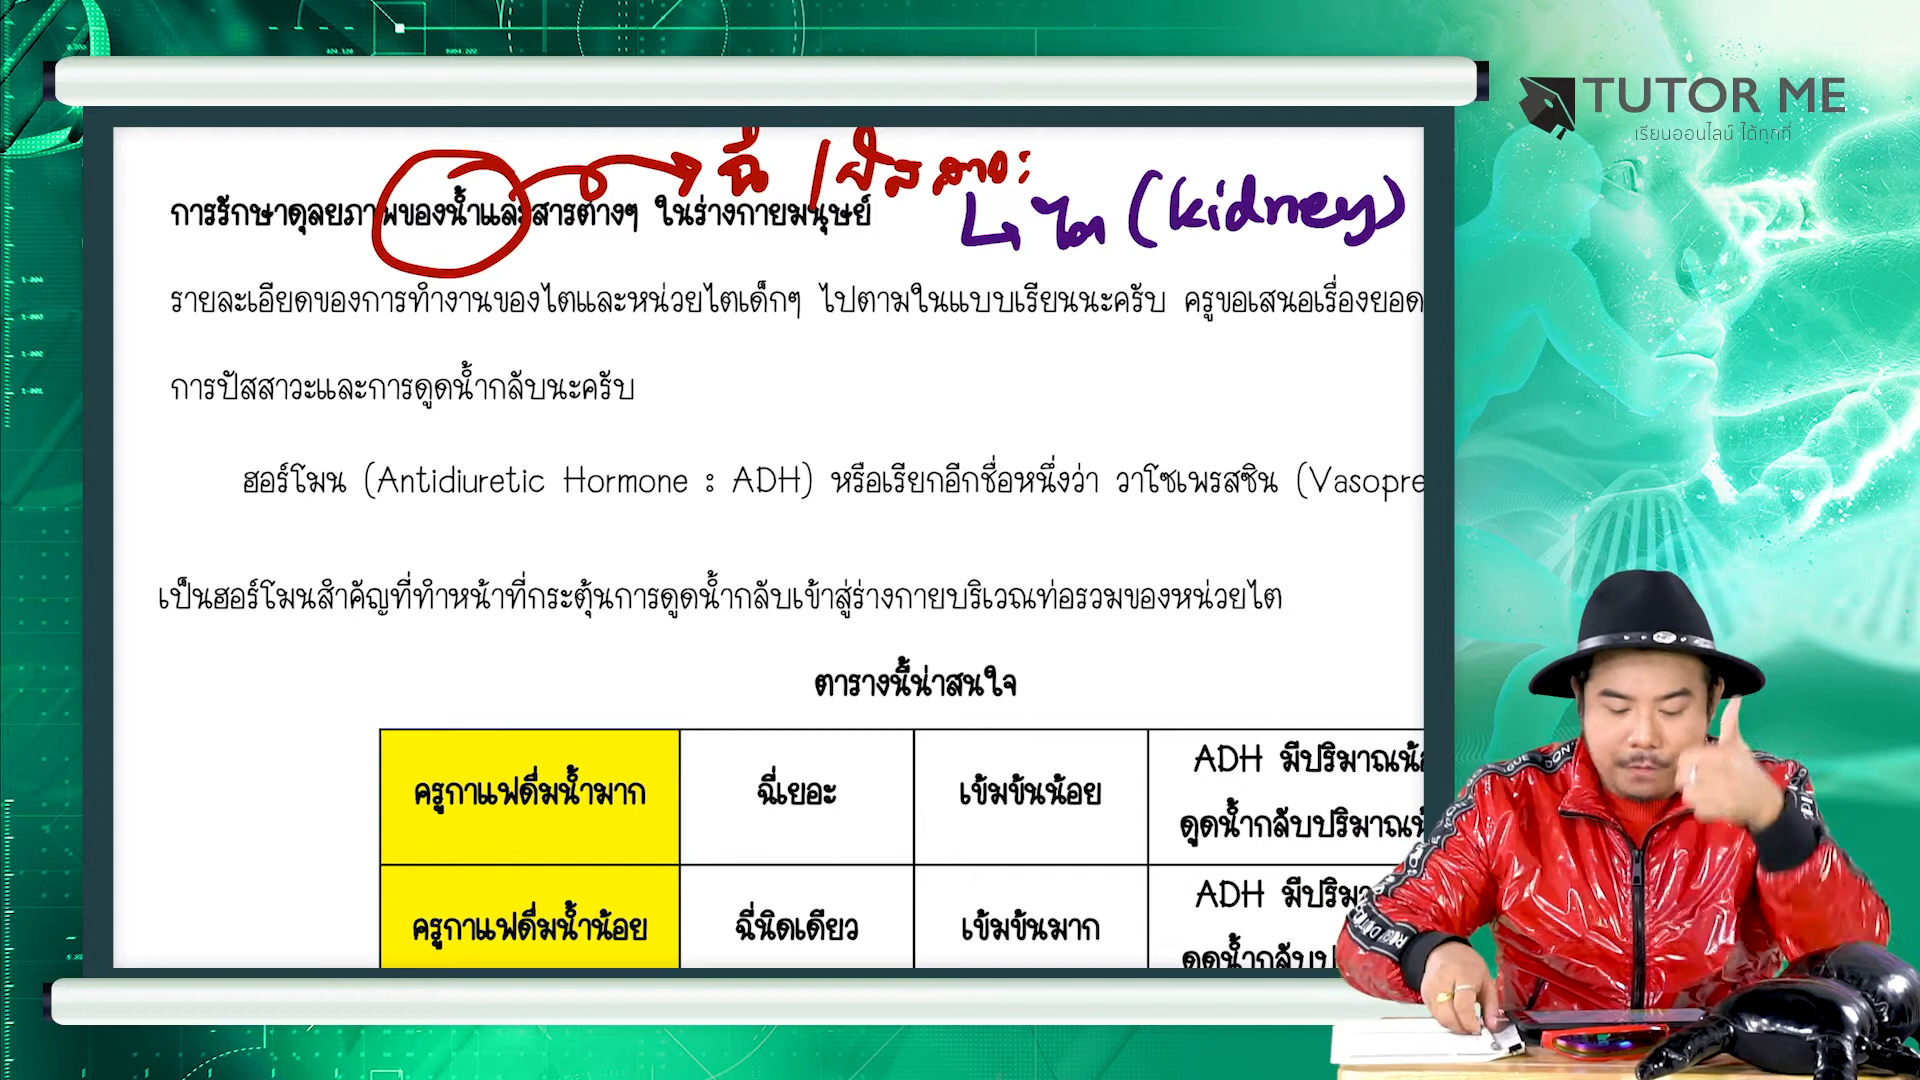 TUTOR ME
เรียนออนไลน์ ได้ทุกที่
ฉี่ / ปัสสาวะ
ไต (kidney)
การรักษาดุลยภาพของน้ำและสารต่างๆ ในร่างกายมนุษย์
รายละเอียดของการทำงานของไตและหน่วยไตเด็กๆ ไปตามในแบบเรียนนะครับ ครูขอเสนอเรื่องยอด
การปัสสาวะและการดูดน้ำกลับนะครับ
ฮอร์โมน (Antidiuretic Hormone : ADH) หรือเรียกอีกชื่อหนึ่งว่า วาโซเพรสซิน (Vasopre
เป็นฮอร์โมนสำคัญที่ทำหน้าที่กระตุ้นการดูดน้ำกลับเข้าสู่ร่างกายบริเวณท่อรวมของหน่วยไต
ตารางนี้น่าสนใจ
ครูกาแฟดื่มน้ำมาก ฉี่เยอะ เข้มข้นน้อย ADH มีปริมาณน้อ
ดูดน้ำกลับปริมาณน้
ครูกาแฟดื่มน้ำน้อย ฉี่นิดเดียว เข้มข้นมาก ADH มีปริมา
ดูดน้ำกลับป